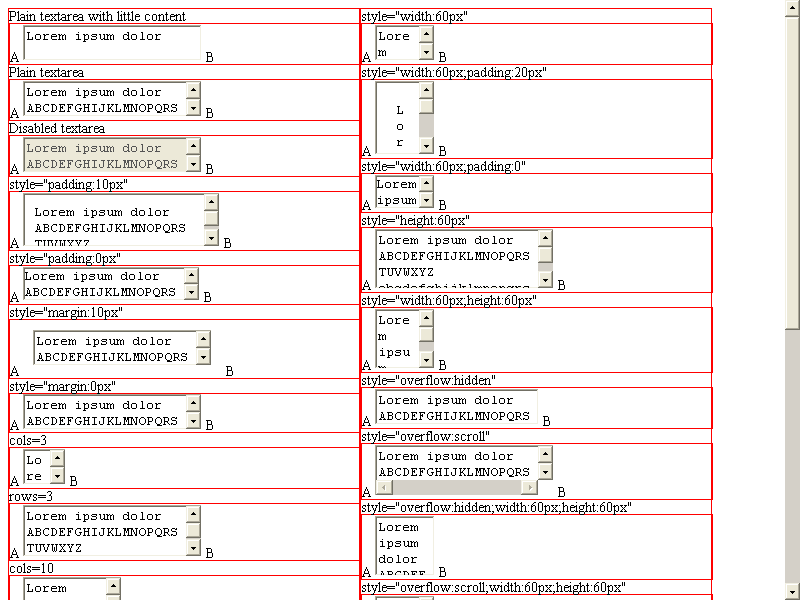 Plain textarea with little content
Lorem ipsum dolor
A B
Plain textarea
Lorem ipsum dolor
ABCDEFGHIJKLMNOPQRS
A B
Disabled textarea
Lorem ipsum dolor
ABCDEFGHIJKLMNOPQRS
A B
style="padding:10px"
Lorem ipsum dolor
ABCDEFGHIJKLMNOPQRS
TUVWXYZ
A B
style="padding:0px"
Lorem ipsum dolor
ABCDEFGHIJKLMNOPQRS
A B
style="margin:10px"
Lorem ipsum dolor
ABCDEFGHIJKLMNOPQRS
A B
style="margin:0px"
Lorem ipsum dolor
ABCDEFGHIJKLMNOPQRS
A B
cols=3
Lo
re
A B
rows=3
Lorem ipsum dolor
ABCDEFGHIJKLMNOPQRS
TUVWXYZ
A B
cols=10
Lorem
style="width:60px"
Lore
m
A B
style="width:60px;padding:20px"
L
o
r
A B
style="width:60px;padding:0"
Lorem
ipsum
A B
style="height:60px"
Lorem ipsum dolor
ABCDEFGHIJKLMNOPQRS
TUVWXYZ
abcdefghijklmnopqrs
A B
style="width:60px;height:60px"
Lore
m
ipsu
m
A B
style="overflow:hidden"
Lorem ipsum dolor
ABCDEFGHIJKLMNOPQRS
A B
style="overflow:scroll"
Lorem ipsum dolor
ABCDEFGHIJKLMNOPQRS
A B
style="overflow:hidden;width:60px;height:60px"
Lorem
ipsum
dolor
ABCDEF
A B
style="overflow:scroll;width:60px;height:60px"